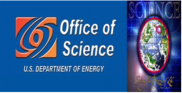 Office of
Science
U.S. DEPARTMENT OF ENERGY
SCIENCE